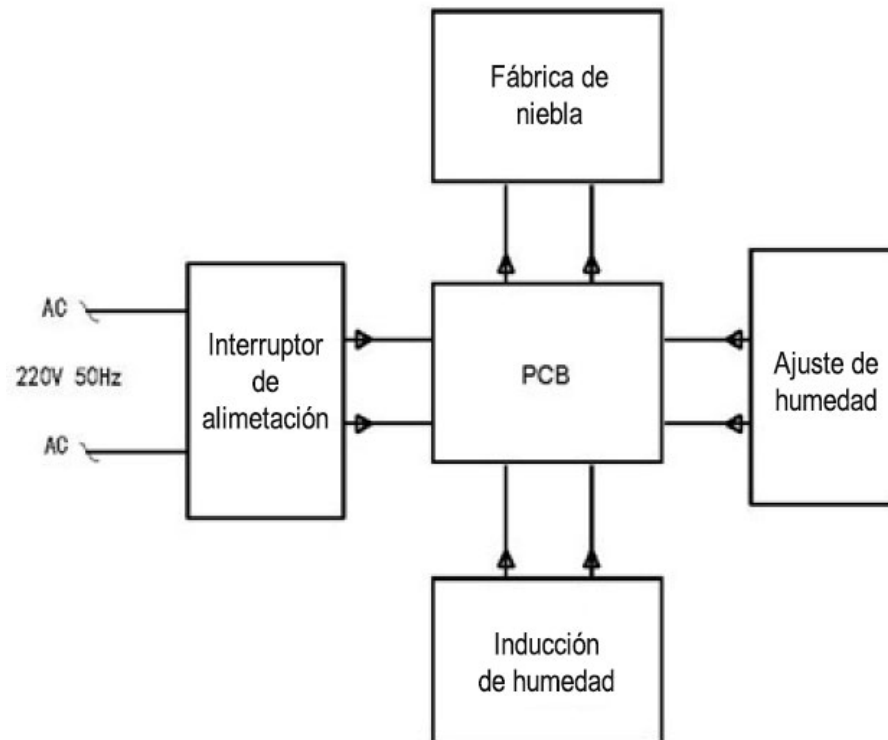 Fábrica de
niebla
AC
220V 50Hz
AC
Interruptor
de
alimetación
PCB
Ajuste de
humedad
Inducción
de humedad